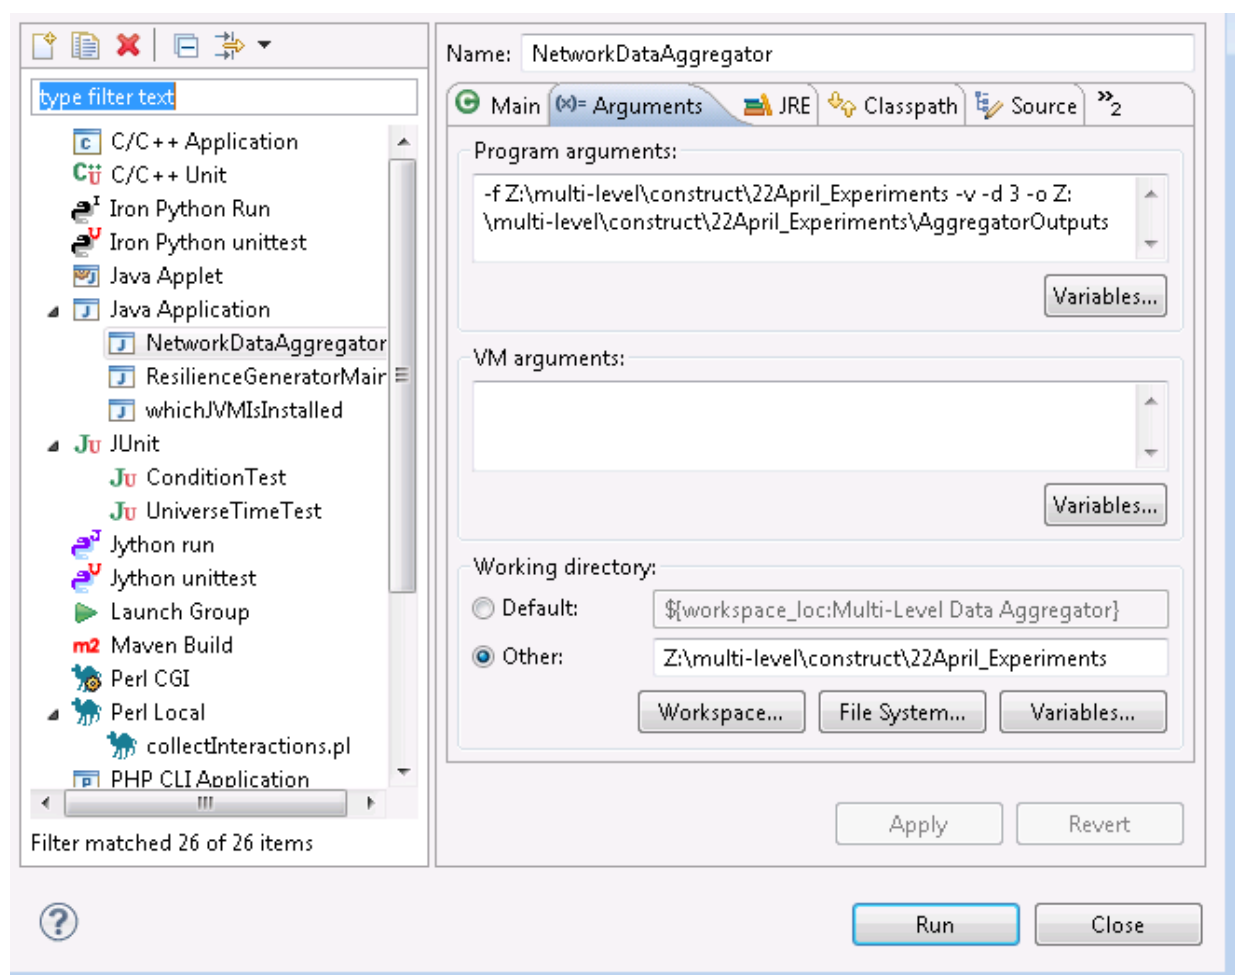 type filter text
C/C++ Application
C/C++ Unit
Iron Python Run
Iron Python unittest
Java Applet
Java Application
NetworkDataAggregator
ResilienceGeneratorMain
whichJVMIsInstalled
JUnit
ConditionTest
UniverseTimeTest
Jython run
Jython unittest
Launch Group
m2 Maven Build
Perl CGI
Perl Local
collectInteractions.pl
PHP CLI Application
Filter matched 26 of 26 items
Name: NetworkDataAggregator
Main (x)= Arguments JRE Classpath Source »2
Program arguments:
-f Z:\multi-level\construct\22April_Experiments -v -d 3 -o Z:
\multi-level\construct\22April_Experiments\AggregatorOutputs
Variables...
VM arguments:
Variables...
Working directory:
Default: ${workspace_loc:Multi-Level Data Aggregator}
Other: Z:\multi-level\construct\22April_Experiments
Workspace... File System... Variables...
Apply Revert
Run Close